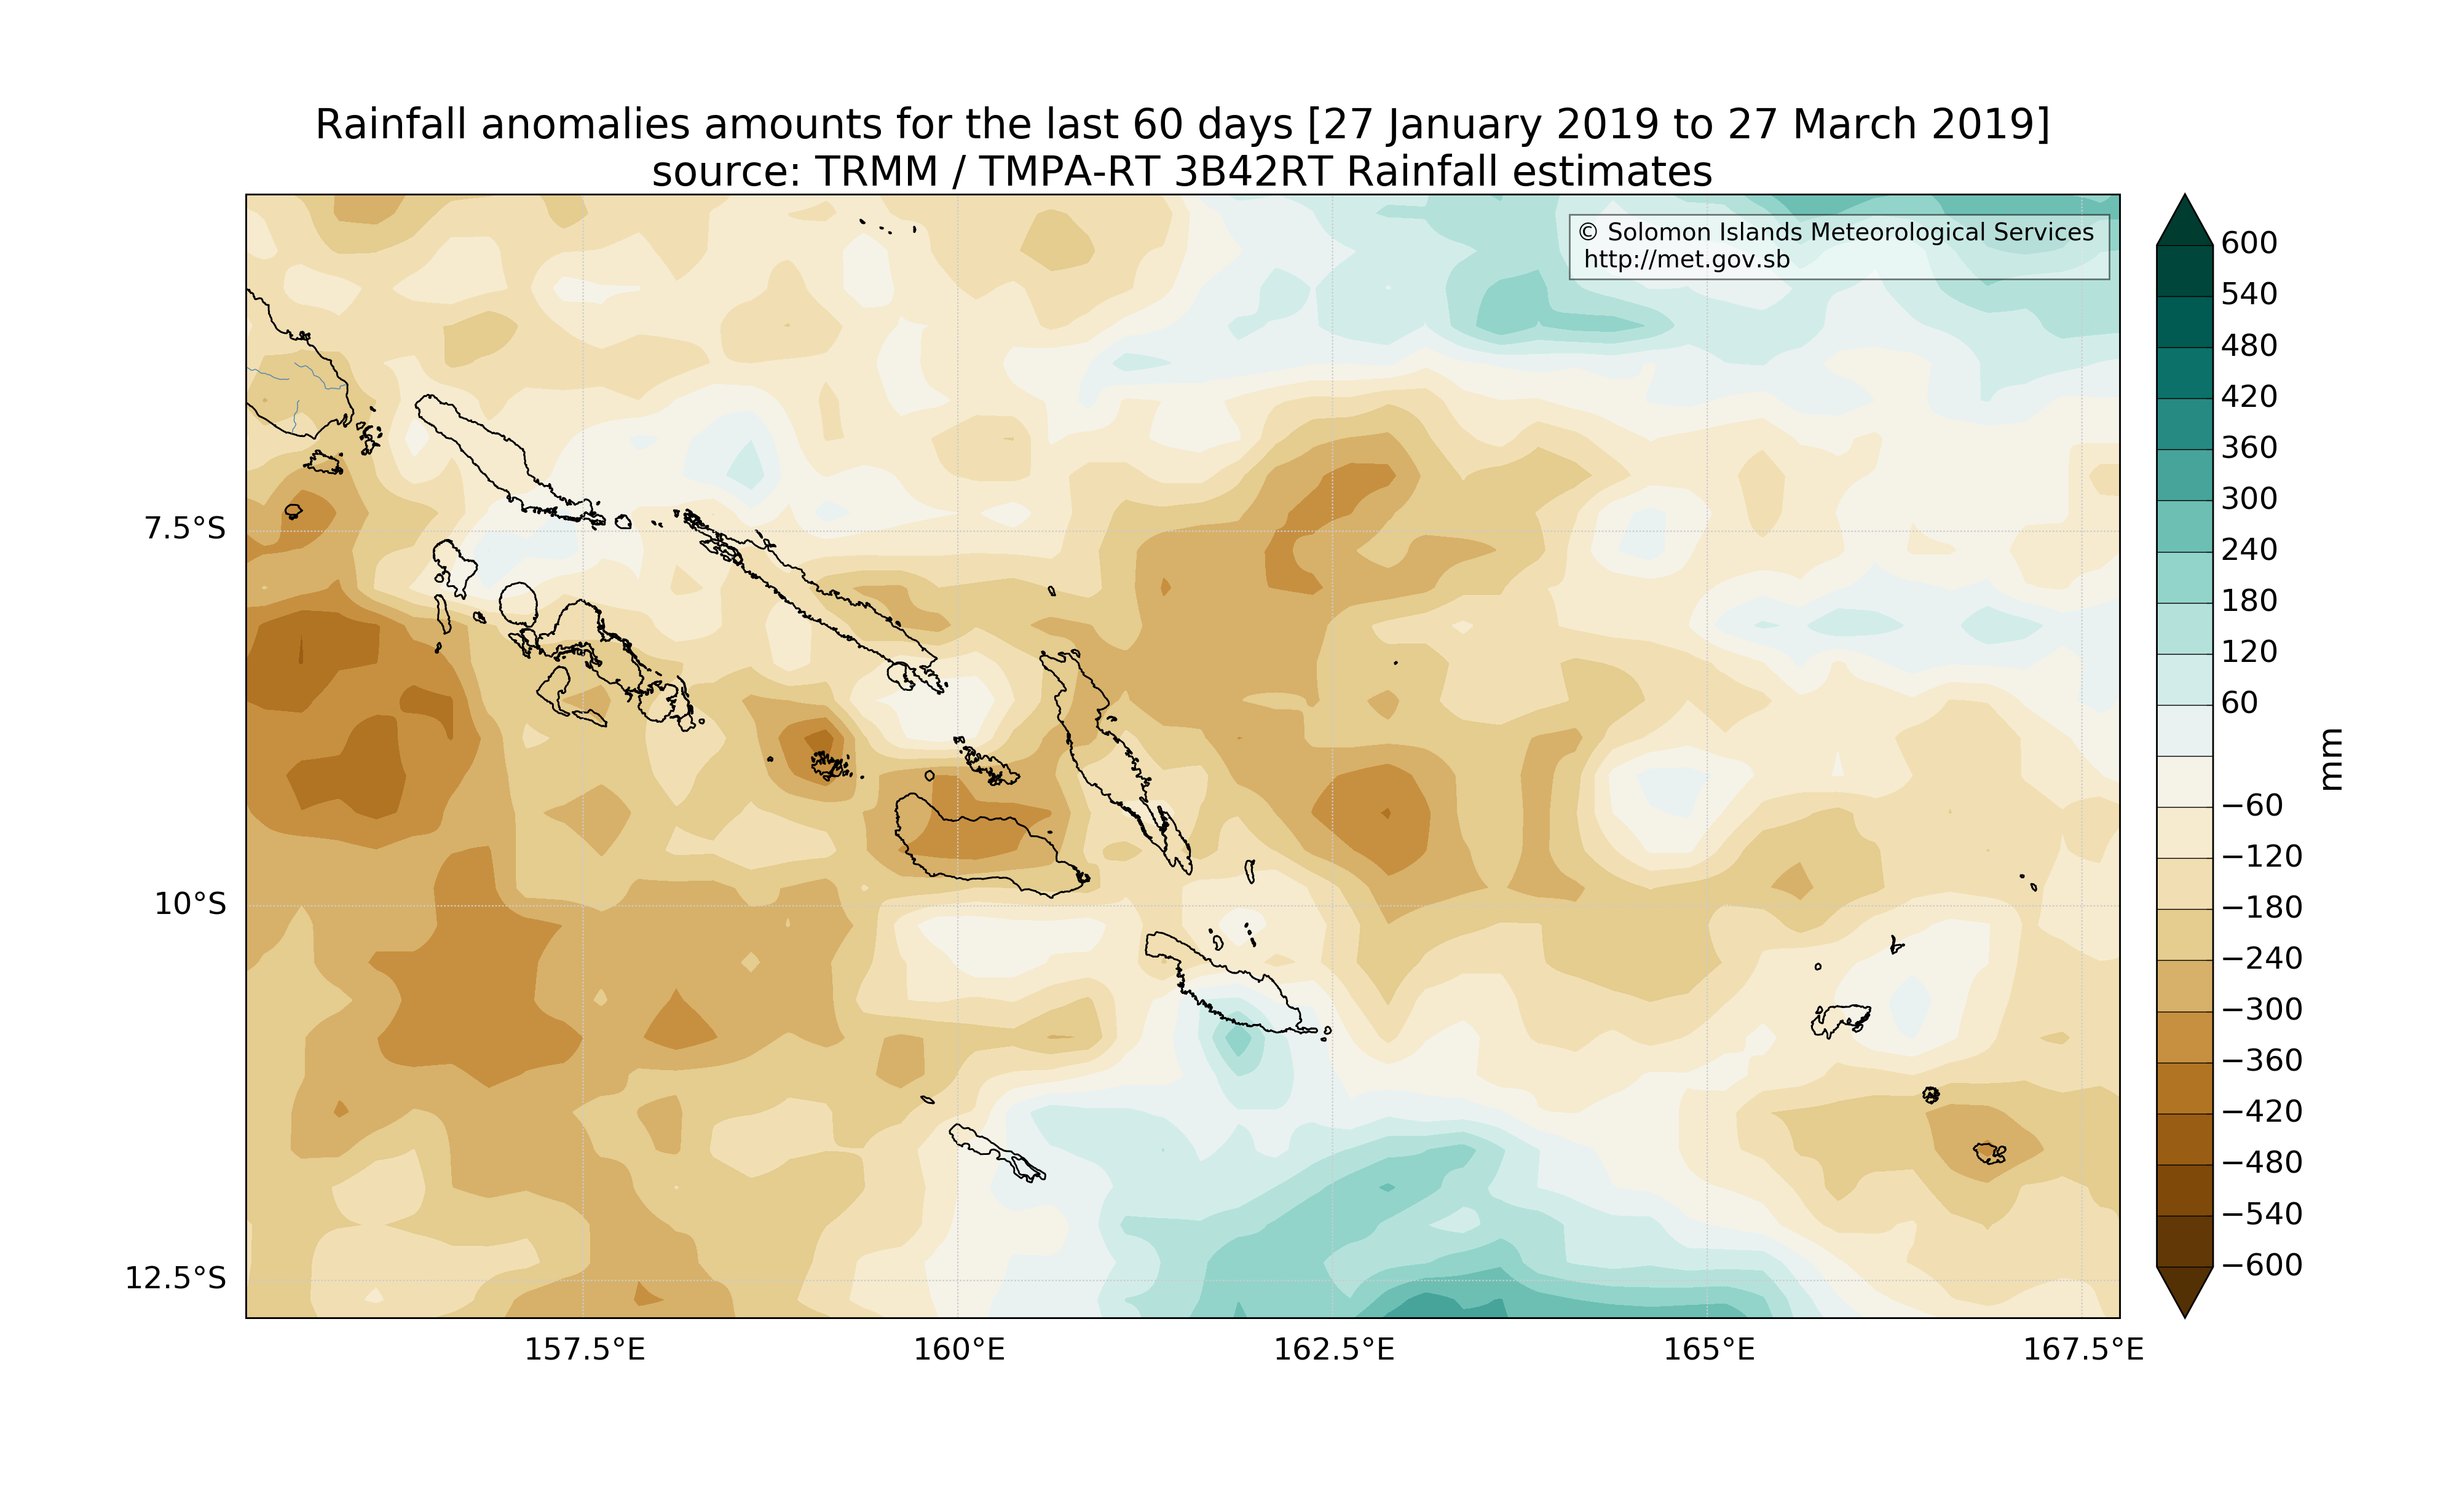 Rainfall anomalies amounts for the last 60 days [27 January 2019 to 27 March 2019]
source: TRMM / TMPA-RT 3B42RT Rainfall estimates
© Solomon Islands Meteorological Services
http://met.gov.sb
7.5°S
10°S
12.5°S
157.5°E
160°E
162.5°E
165°E
167.5°E
600
540
480
420
360
300
240
180
120
60
−60
−120
−180
−240
−300
−360
−420
−480
−540
−600
mm